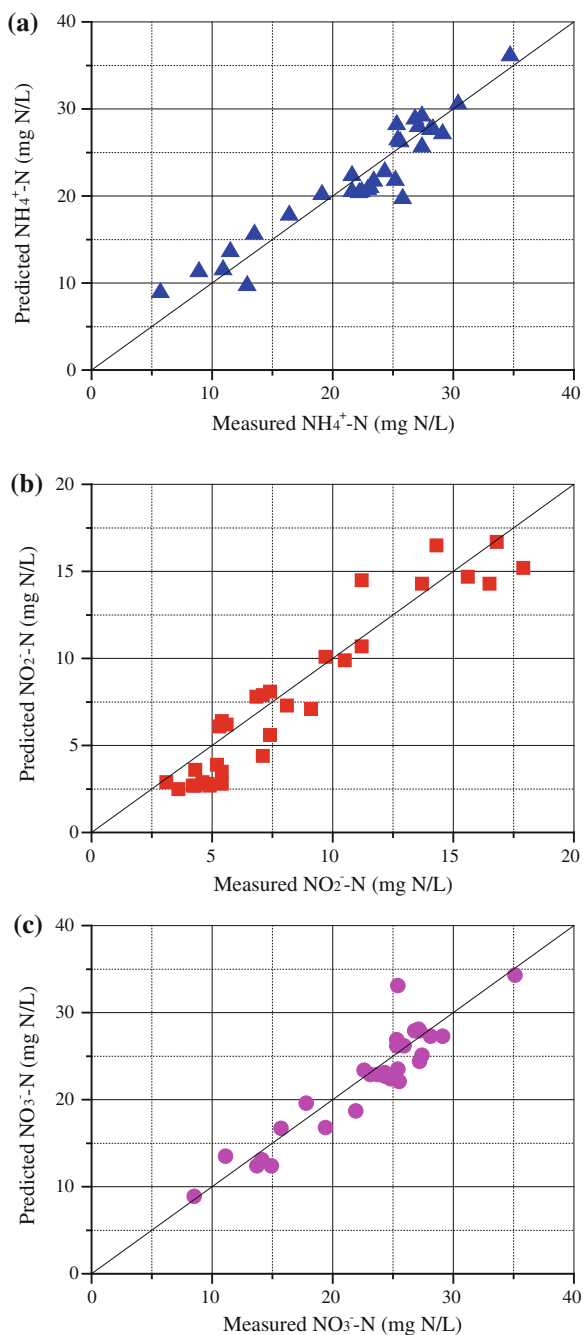 (a)
40
30
20
10
0
Predicted NH₄⁺-N (mg N/L)
0 10 20 30 40
Measured NH₄⁺-N (mg N/L)
(b)
20
15
10
5
0
Predicted NO₂⁻-N (mg N/L)
0 5 10 15 20
Measured NO₂⁻-N (mg N/L)
(c)
40
30
20
10
0
Predicted NO₃⁻-N (mg N/L)
0 10 20 30 40
Measured NO₃⁻-N (mg N/L)